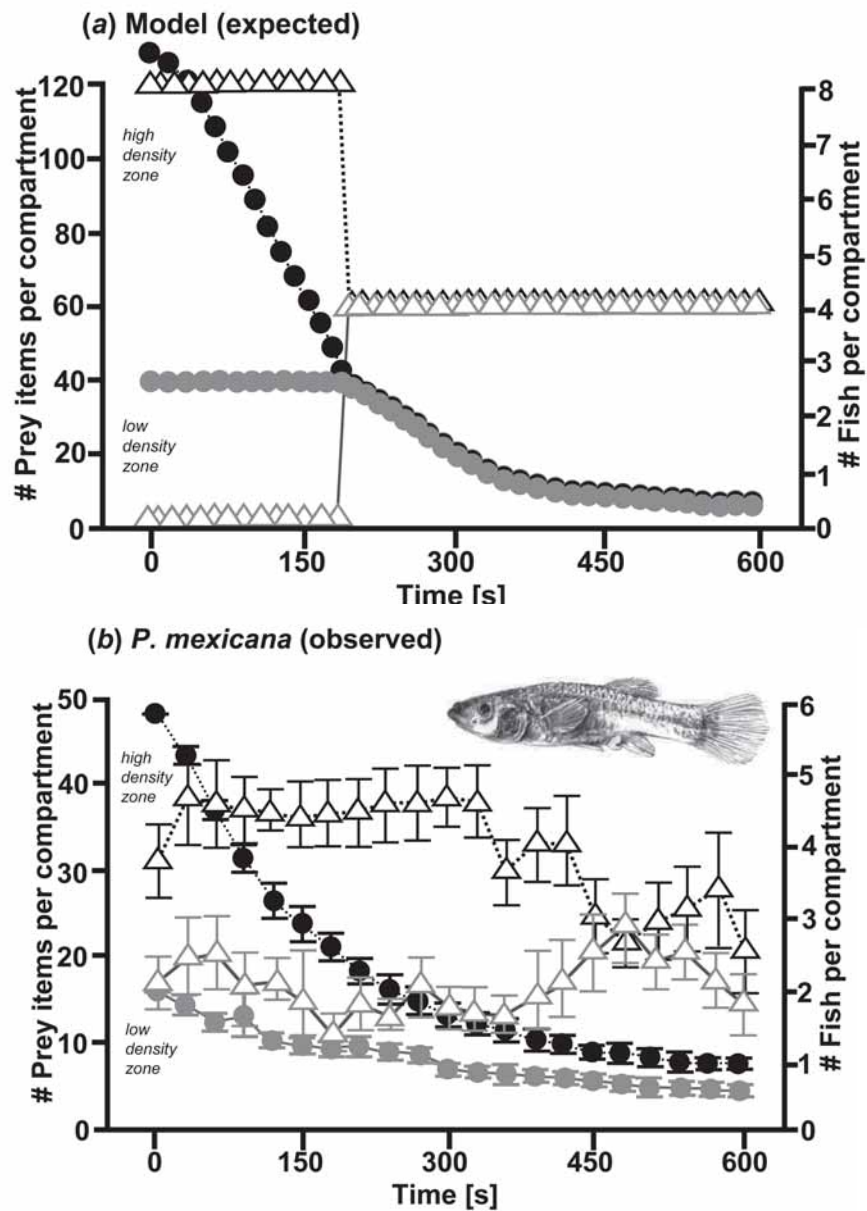 (a) Model (expected)
# Prey items per compartment
120
100
80
60
40
20
0
high
density
zone
low
density
zone
8
7
6
5
4
3
2
1
0
# Fish per compartment
0 150 300 450 600
Time [s]
(b) P. mexicana (observed)
# Prey items per compartment
50
40
30
20
10
0
high
density
zone
low
density
zone
6
5
4
3
2
1
0
# Fish per compartment
0 150 300 450 600
Time [s]